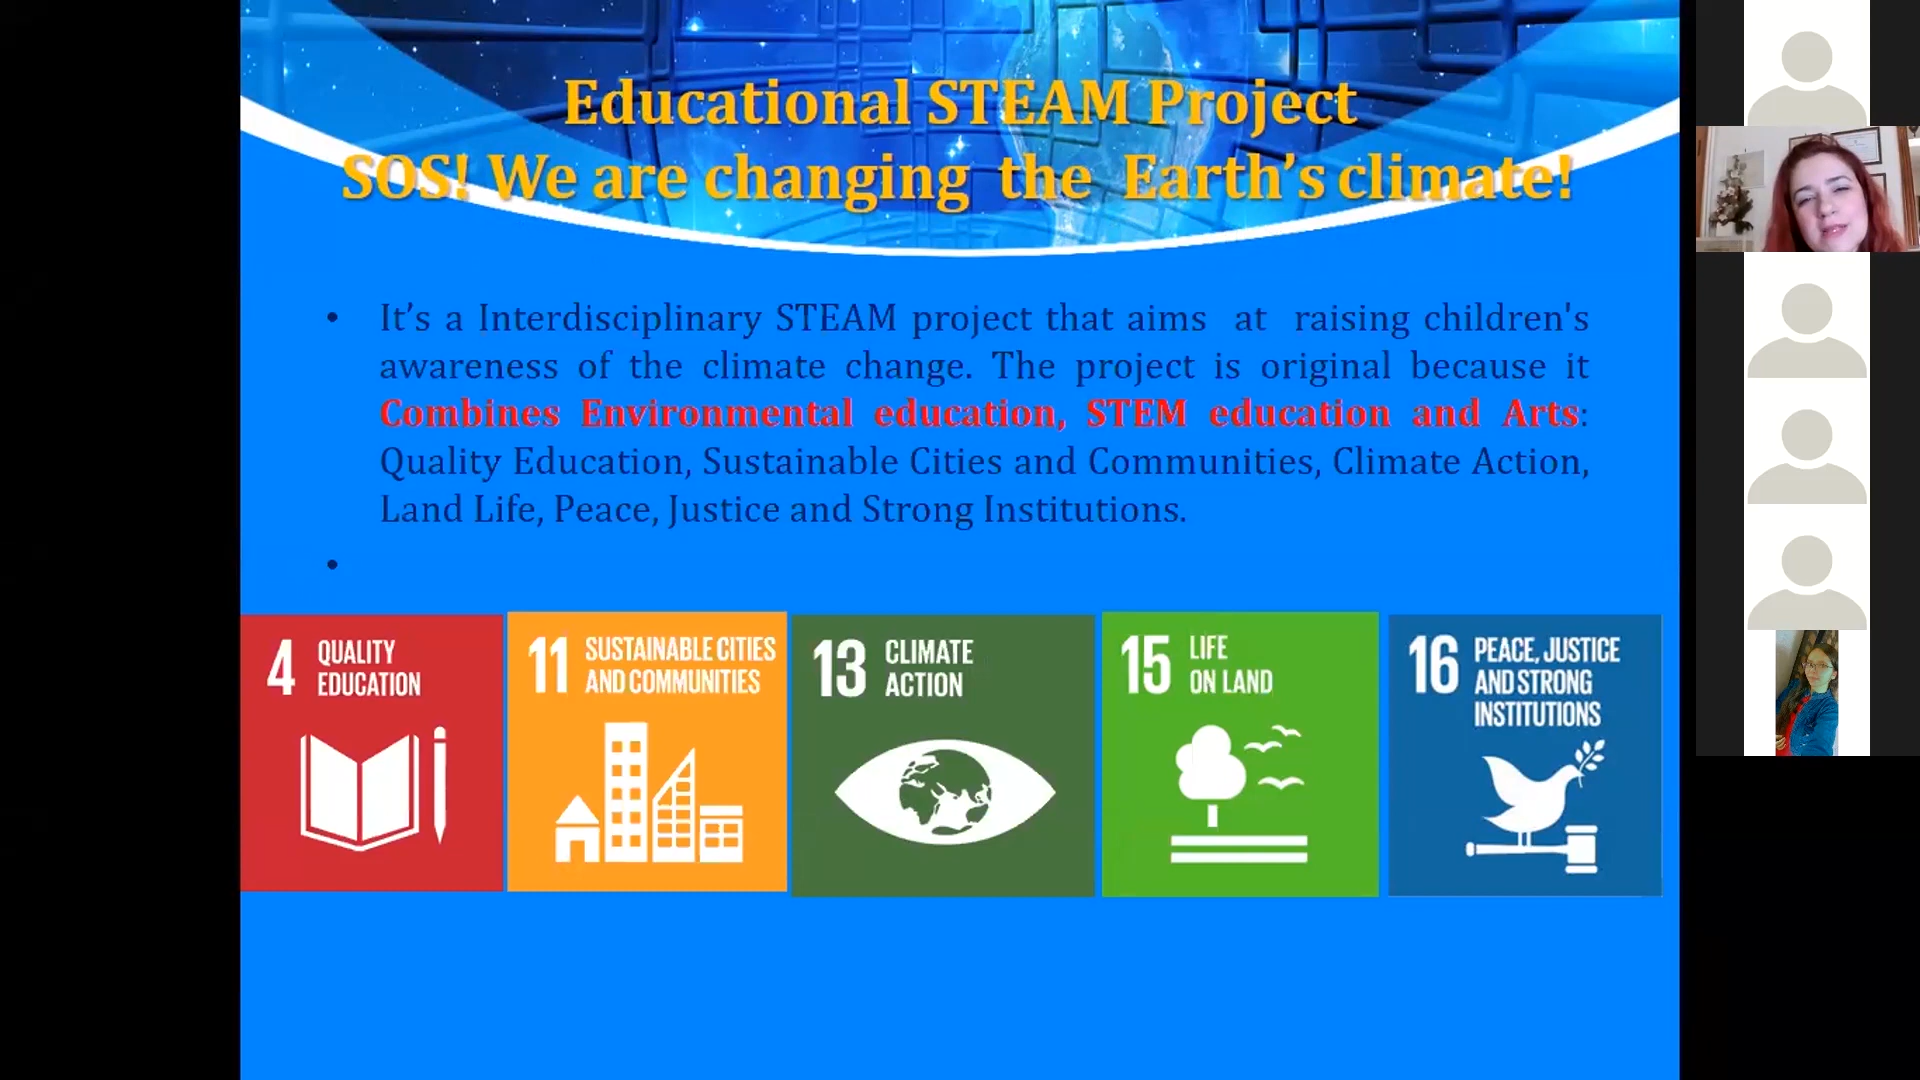 Educational STEAM Project
SOS! We are changing the Earth's climate!
• It's a Interdisciplinary STEAM project that aims at raising children's
awareness of the climate change. The project is original because it
Combines Environmental education, STEM education and Arts:
Quality Education, Sustainable Cities and Communities, Climate Action,
Land Life, Peace, Justice and Strong Institutions.
•
4 QUALITY
EDUCATION
11 SUSTAINABLE CITIES
AND COMMUNITIES
13 CLIMATE
ACTION
15 LIFE
ON LAND
16 PEACE, JUSTICE
AND STRONG
INSTITUTIONS